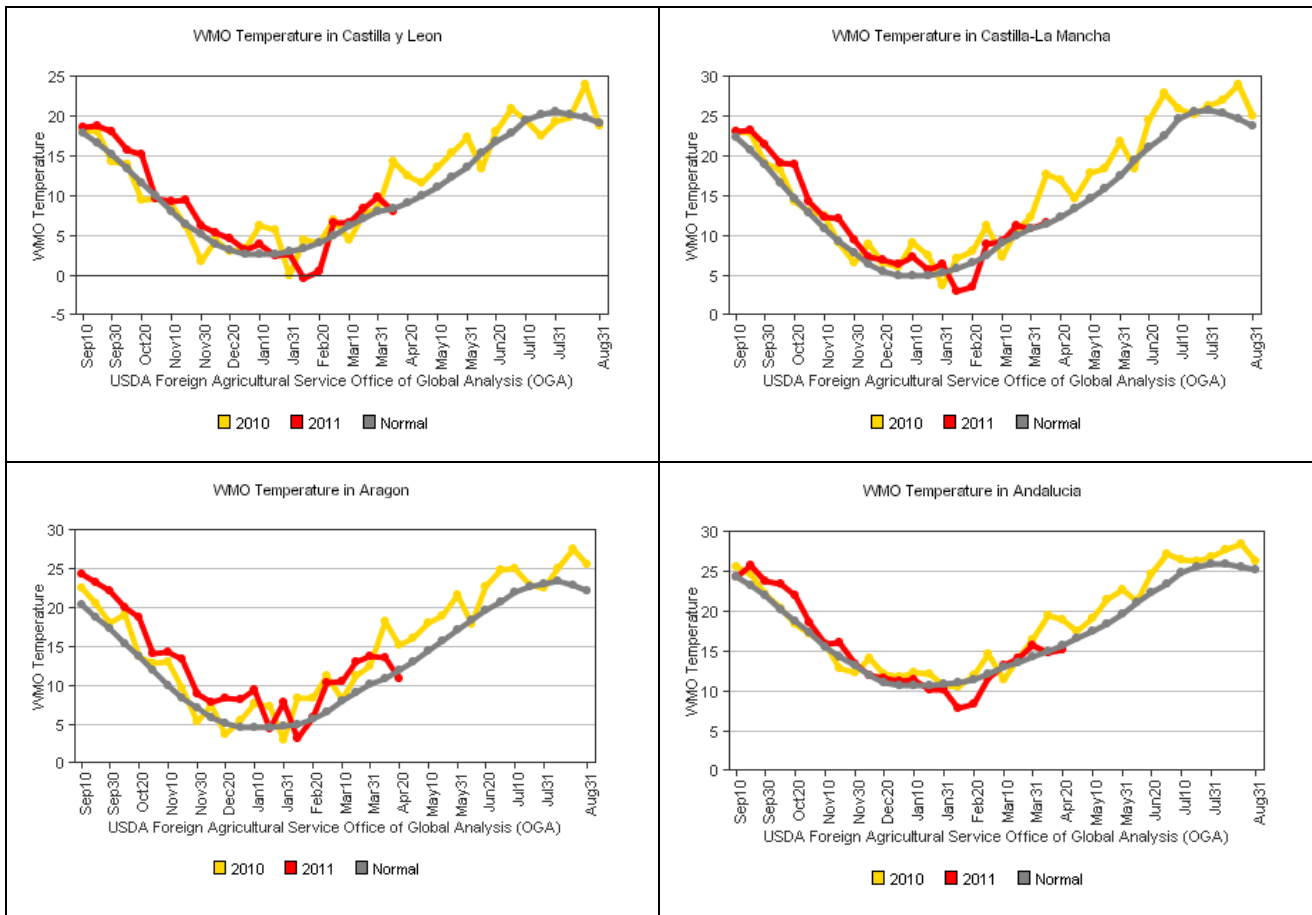 WMO Temperature in Castilla y Leon
WMO Temperature
25
20
15
10
5
0
-5
Sep10 Sep30 Oct20 Nov10 Nov30 Dec20 Jan10 Jan31 Feb20 Mar10 Mar31 Apr20 May10 May31 Jun20 Jul10 Jul31 Aug31
USDA Foreign Agricultural Service Office of Global Analysis (OGA)
2010 2011 Normal
WMO Temperature in Castilla-La Mancha
WMO Temperature
30
25
20
15
10
5
0
Sep10 Sep30 Oct20 Nov10 Nov30 Dec20 Jan10 Jan31 Feb20 Mar10 Mar31 Apr20 May10 May31 Jun20 Jul10 Jul31 Aug31
USDA Foreign Agricultural Service Office of Global Analysis (OGA)
2010 2011 Normal
WMO Temperature in Aragon
WMO Temperature
30
25
20
15
10
5
0
Sep10 Sep30 Oct20 Nov10 Nov30 Dec20 Jan10 Jan31 Feb20 Mar10 Mar31 Apr20 May10 May31 Jun20 Jul10 Jul31 Aug31
USDA Foreign Agricultural Service Office of Global Analysis (OGA)
2010 2011 Normal
WMO Temperature in Andalucia
WMO Temperature
30
25
20
15
10
5
0
Sep10 Sep30 Oct20 Nov10 Nov30 Dec20 Jan10 Jan31 Feb20 Mar10 Mar31 Apr20 May10 May31 Jun20 Jul10 Jul31 Aug31
USDA Foreign Agricultural Service Office of Global Analysis (OGA)
2010 2011 Normal